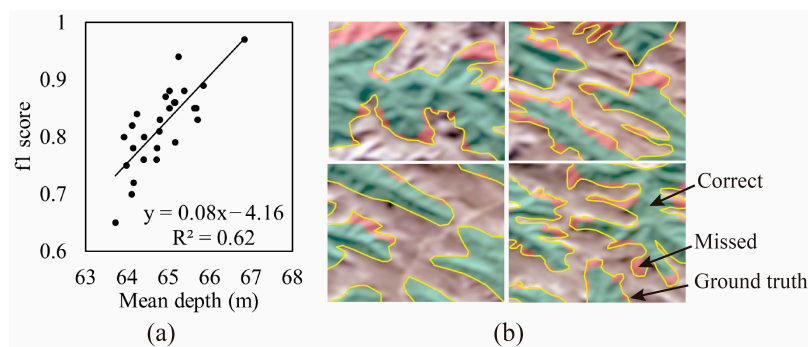 1
0.9
0.8
0.7
0.6
f1 score
y = 0.08x − 4.16
R² = 0.62
63 64 65 66 67 68
Mean depth (m)
(a)
Correct
Missed
Ground truth
(b)